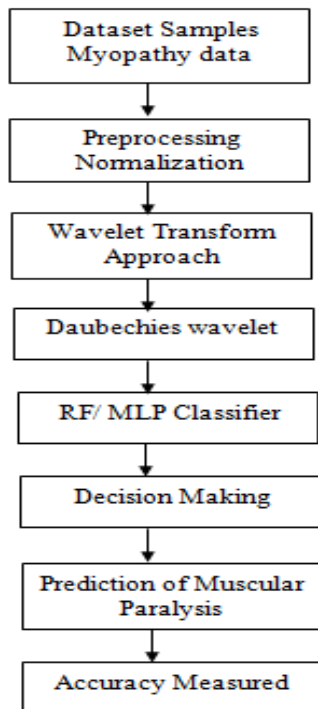 Dataset Samples
Myopathy data
Preprocessing
Normalization
Wavelet Transform
Approach
Daubechies wavelet
RF/ MLP Classifier
Decision Making
Prediction of Muscular
Paralysis
Accuracy Measured